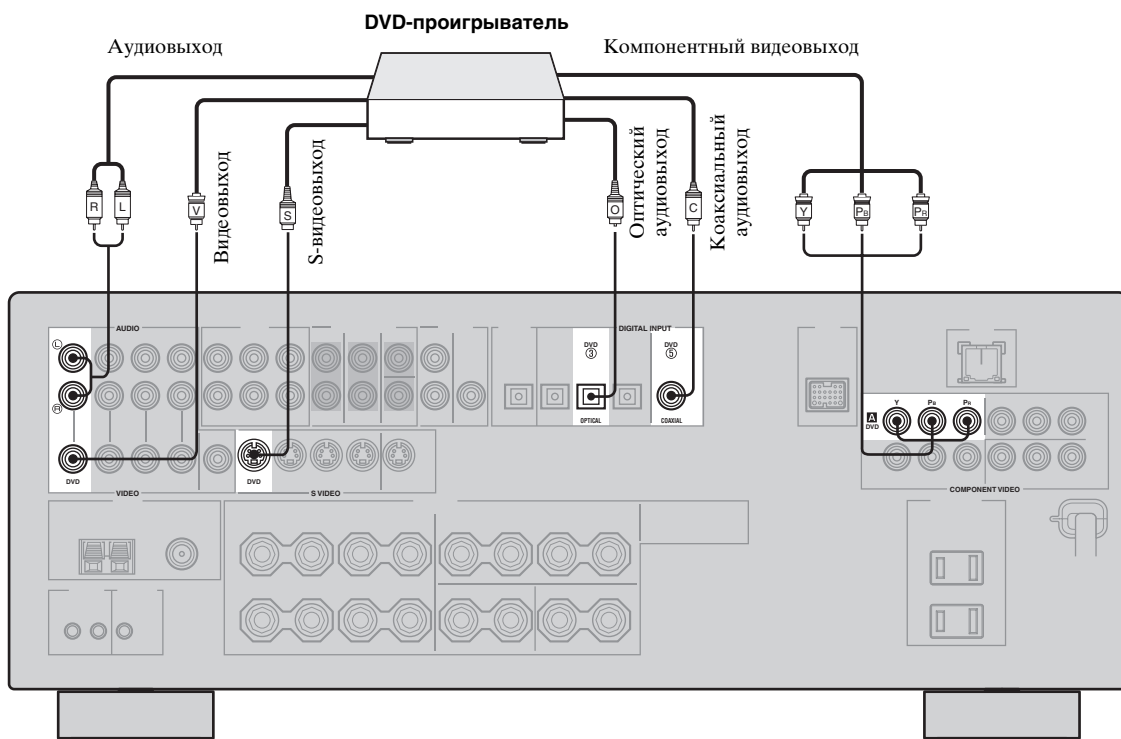 DVD-проигрыватель
Аудиовыход
Компонентный видеовыход
Видеовыход
S-видеовыход
Оптический
аудиовыход
Коаксиальный
аудиовыход
R L V S O C Y PB PR
AUDIO
DIGITAL INPUT
L
R
DVD
③
DVD
⑤
OPTICAL
COAXIAL
Y PB PR
A
DVD
DVD
DVD
VIDEO
S VIDEO
COMPONENT VIDEO